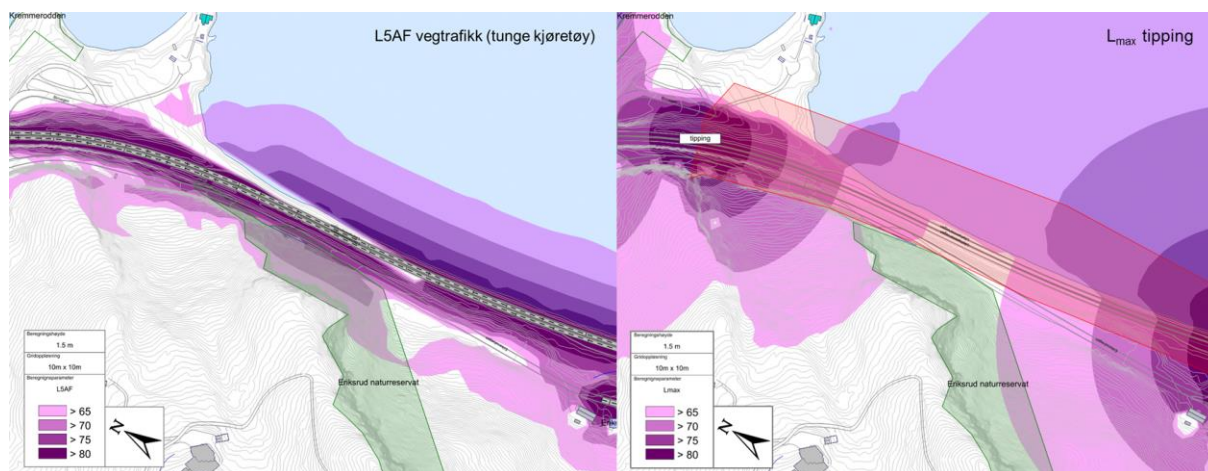 Kremmerodden
L5AF vegtrafikk (tunge kjøretøy)
Eriksrud naturreservat
Beregningshøyde
1.5 m
Gridoppløsning
10m x 10m
Beregningsparameter
L5AF
> 65
> 70
> 75
> 80
N
Kremmerodden
Lmax tipping
tipping
Eriksrud naturreservat
Beregningshøyde
1.5 m
Gridoppløsning
10m x 10m
Beregningsparameter
Lmax
> 65
> 70
> 75
> 80
N